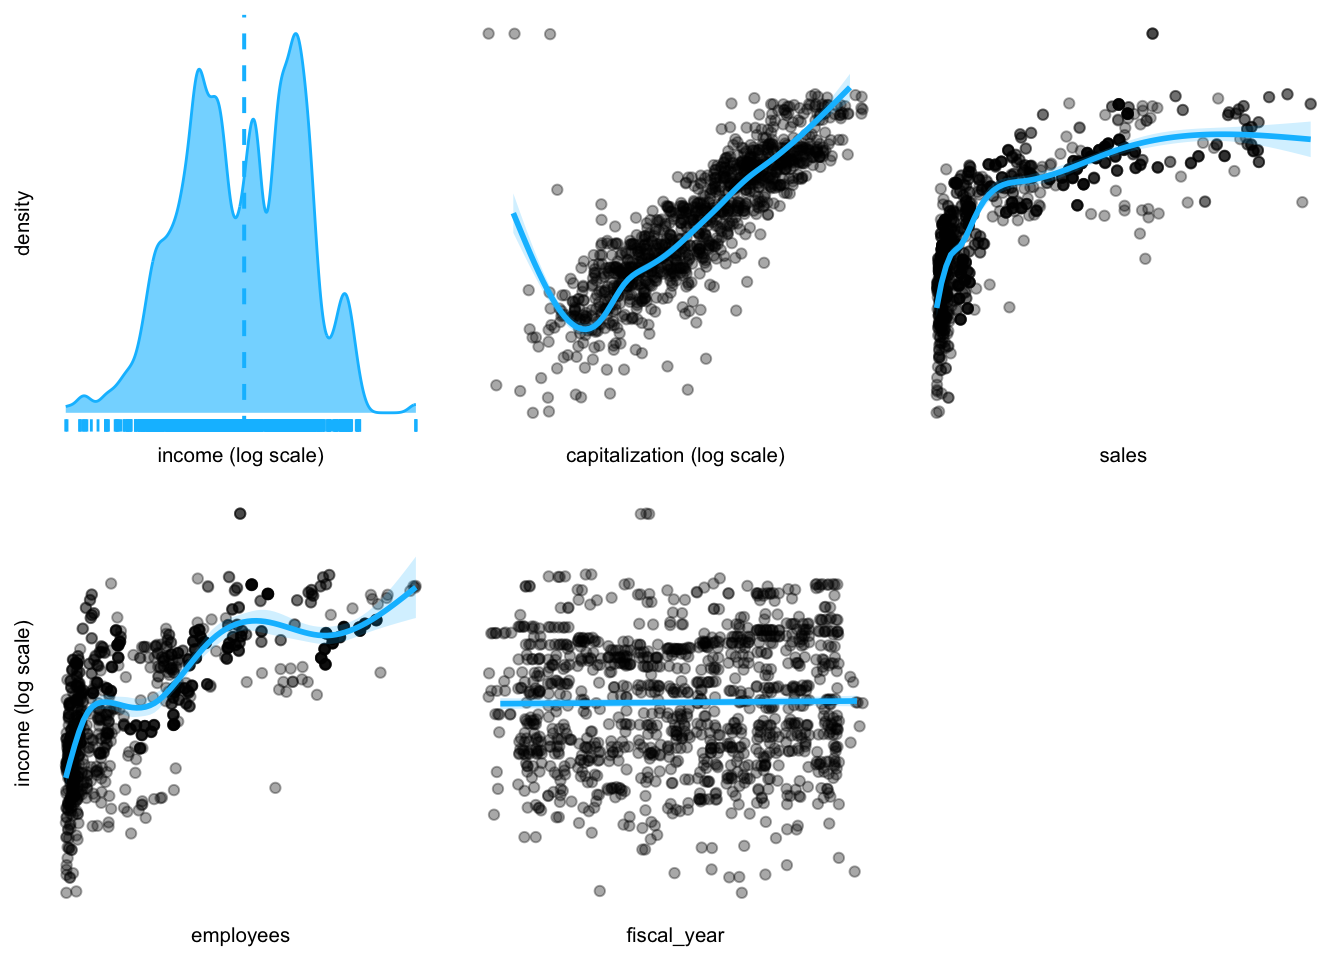 density
income (log scale)
capitalization (log scale)
sales
income (log scale)
employees
fiscal_year